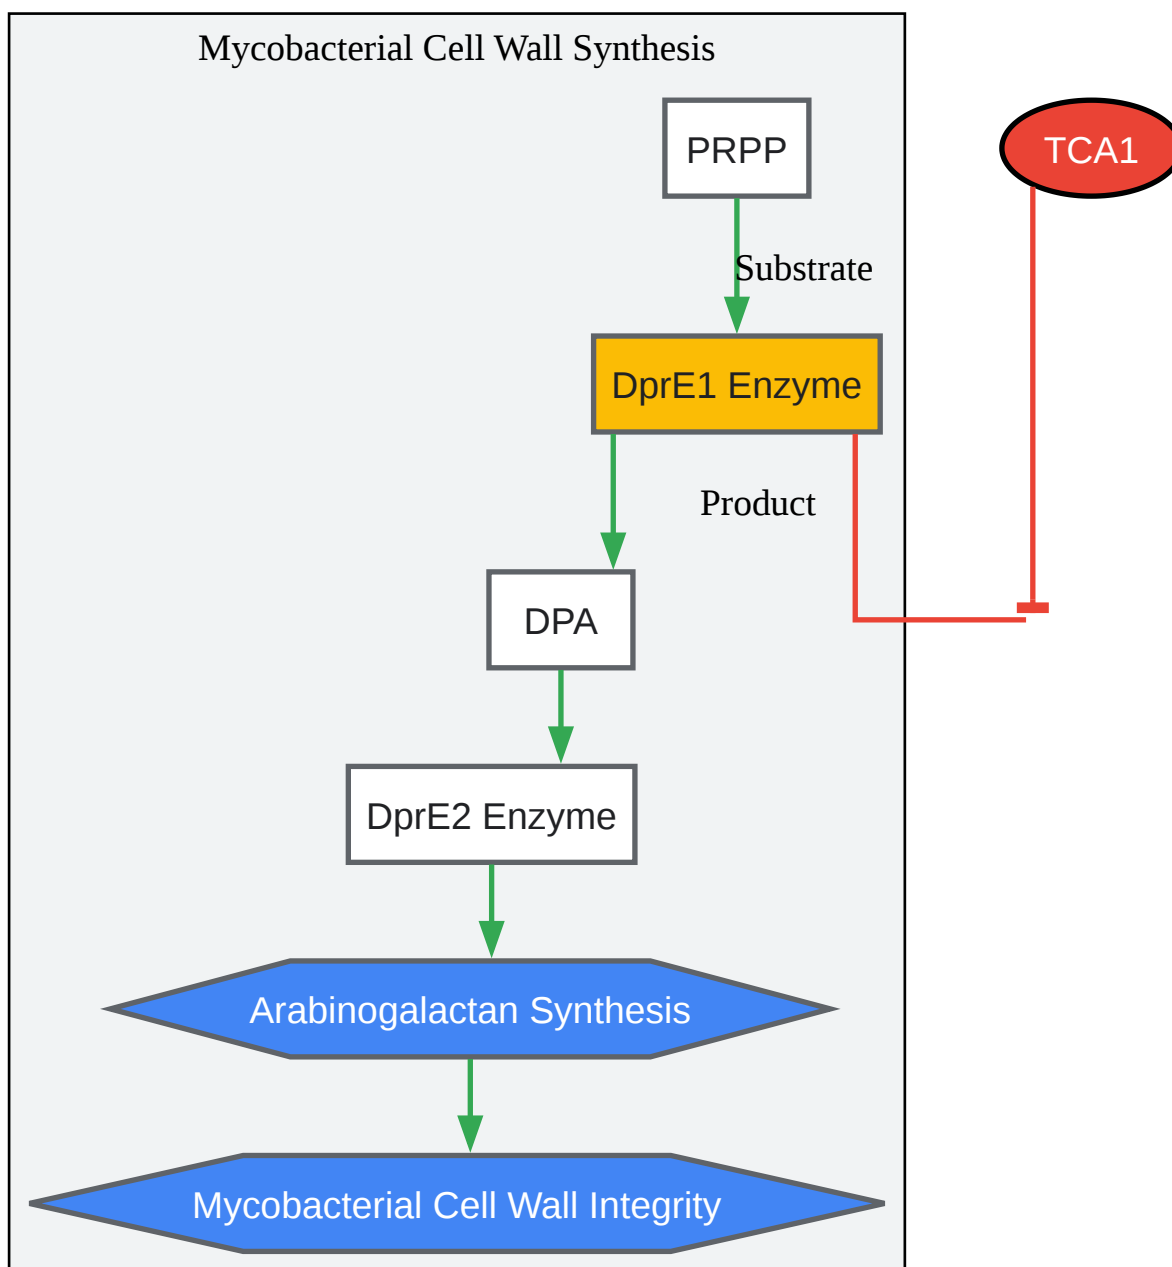 Mycobacterial Cell Wall Synthesis
PRPP
TCA1
Substrate
DprE1 Enzyme
Product
DPA
DprE2 Enzyme
Arabinogalactan Synthesis
Mycobacterial Cell Wall Integrity